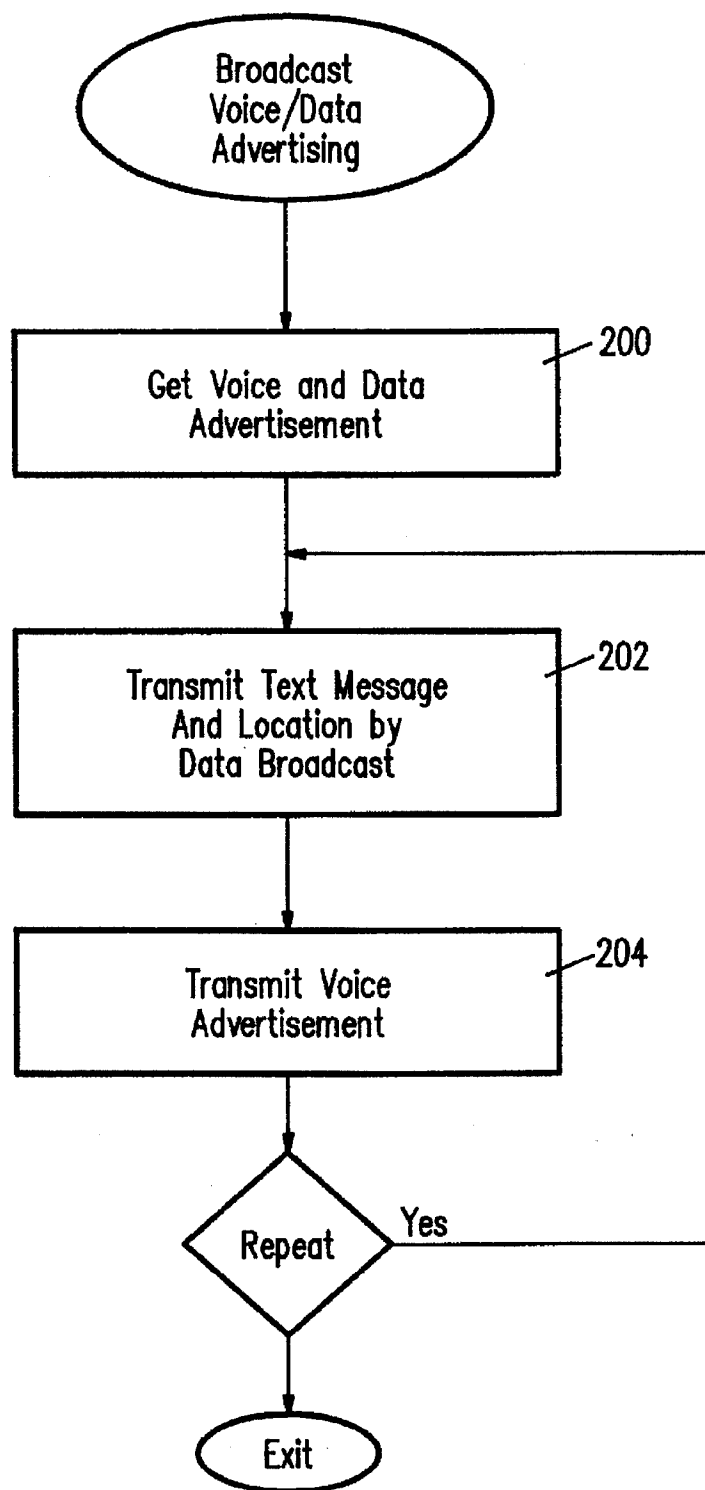 Broadcast
Voice/Data
Advertising
200
Get Voice and Data
Advertisement
202
Transmit Text Message
And Location by
Data Broadcast
204
Transmit Voice
Advertisement
Repeat
Yes
Exit